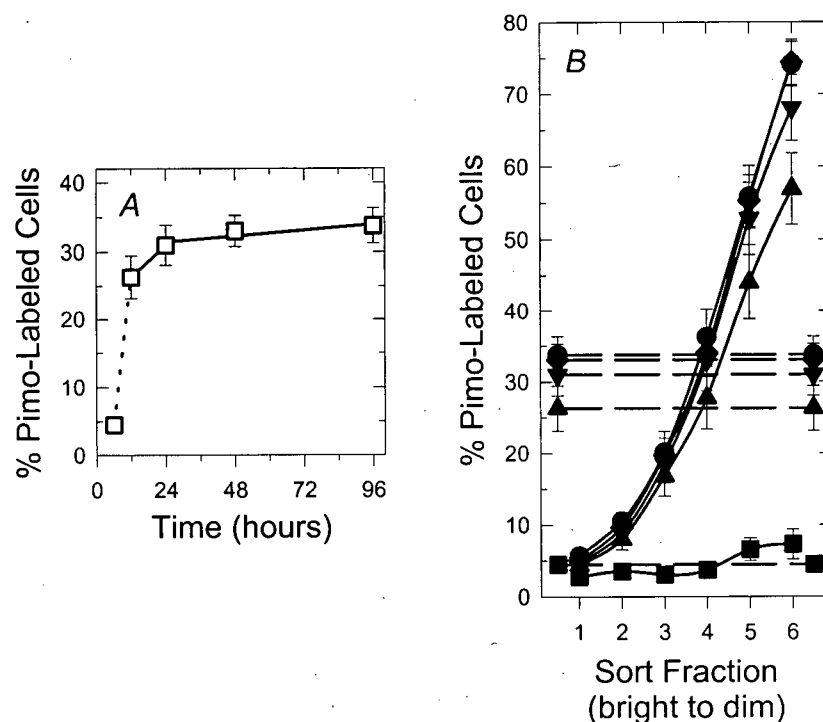 A
% Pimo-Labeled Cells
40
30
20
10
0
0 24 48 72 96
Time (hours)
B
% Pimo-Labeled Cells
80
70
60
50
40
30
20
10
0
1 2 3 4 5 6
Sort Fraction
(bright to dim)